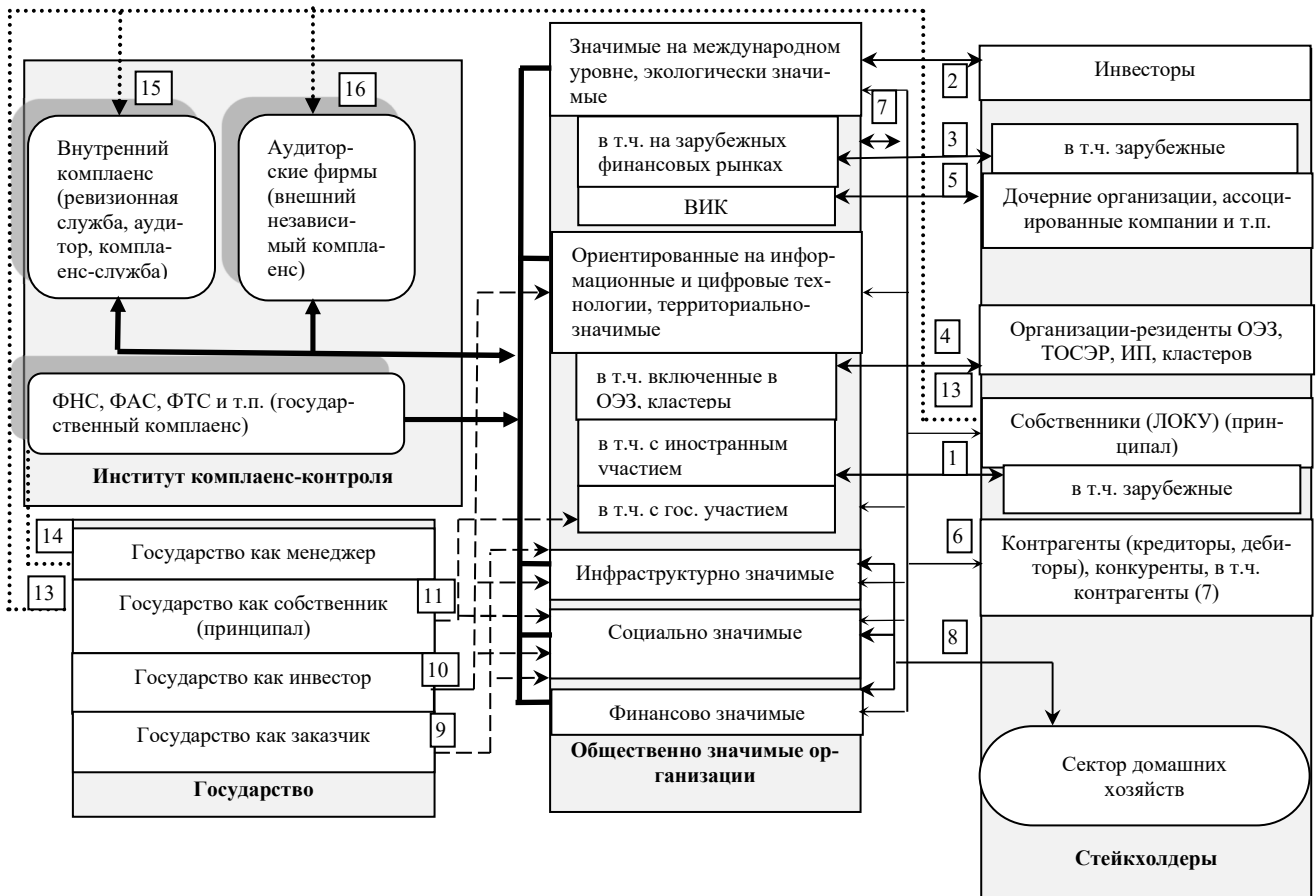 15
16
Внутренний
комплаенс
(ревизионная
служба, ауди-
тор, компла-
енс-служба)
Аудитор-
ские фирмы
(внешний
независи-
мый компла-
енс)
ФНС, ФАС, ФТС и т.п. (государ-
ственный комплаенс)
Институт комплаенс-контроля
14
13
Государство как менеджер
Государство как собственник
(принципал)
11
Государство как инвестор
10
Государство как заказчик
9
Государство
Значимые на международном
уровне, экологически значи-
мые
в т.ч. на зарубежных
финансовых рынках
ВИК
Ориентированные на инфор-
мационные и цифровые тех-
нологии, территориально-
значимые
в т.ч. включенные в
ОЭЗ, кластеры
в т.ч. с иностранным
участием
в т.ч. с гос. участием
Инфраструктурно значимые
Социально значимые
Финансово значимые
Общественно значимые ор-
ганизации
7
2
3
5
4
13
1
6
8
Инвесторы
в т.ч. зарубежные
Дочерние организации, ассоци-
ированные компании и т.п.
Организации-резиденты ОЭЗ,
ТОСЭР, ИП, кластеров
Собственники (ЛОКУ) (прин-
ципал)
в т.ч. зарубежные
Контрагенты (кредиторы, деби-
торы), конкуренты, в т.ч.
контрагенты (7)
Сектор домашних
хозяйств
Стейкхолдеры